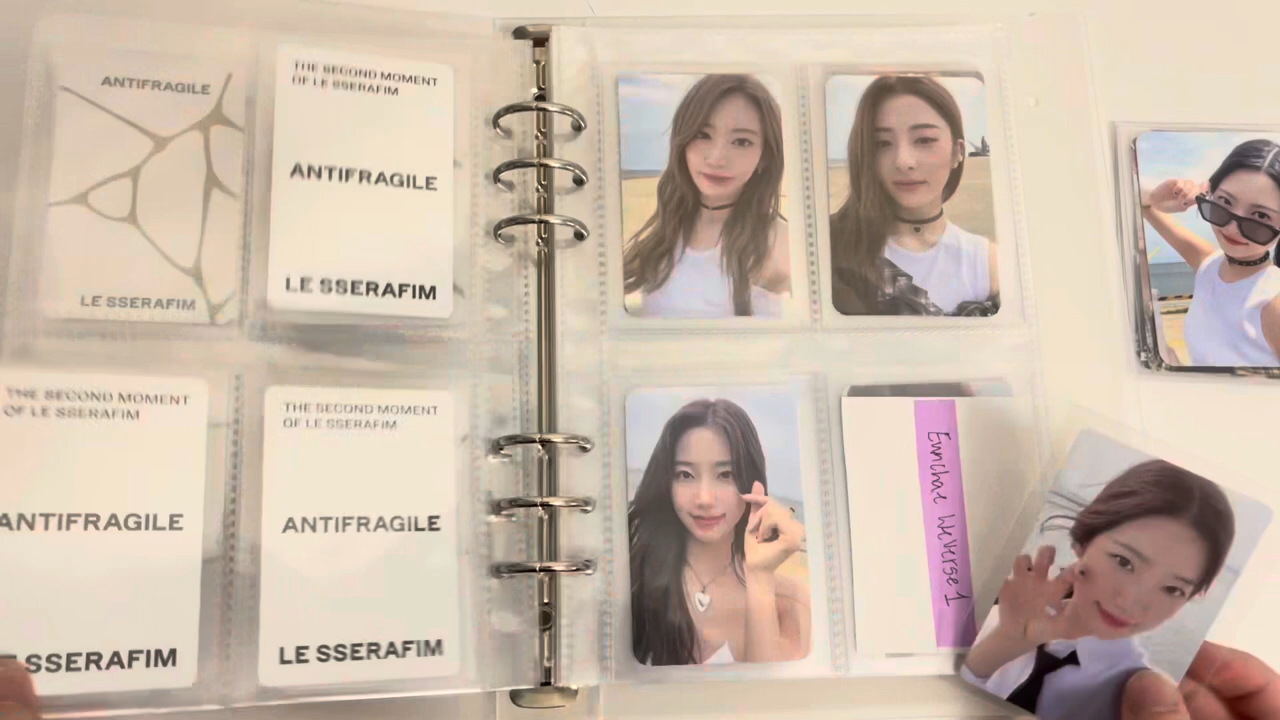 ANTIFRAGILE
LE SSERAFIM
THE SECOND MOMENT
OF LE SSERAFIM
ANTIFRAGILE
LE SSERAFIM
THE SECOND MOMENT
OF LE SSERAFIM
ANTIFRAGILE
SSERAFIM
THE SECOND MOMENT
OF LE SSERAFIM
ANTIFRAGILE
LE SSERAFIM
Eunchae Weverse 1